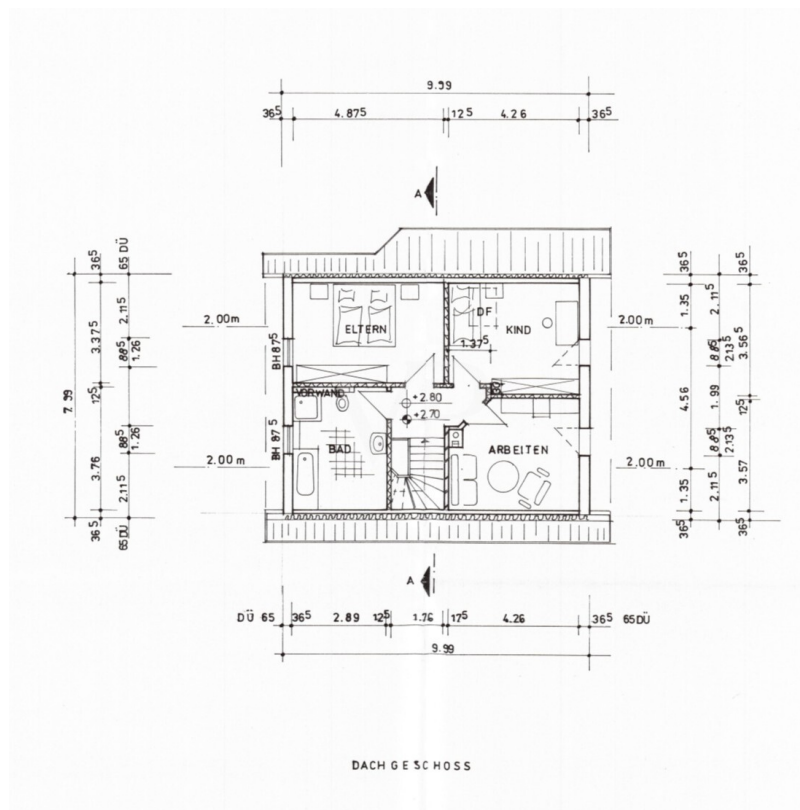 9.99
36⁵ 4.87⁵ 12⁵ 4.26 36⁵
A
65 DÜ
36⁵
2.11⁵
3.37⁵
88⁵
1.26
12⁵
7.99
88⁵
1.26
3.76
2.11⁵
36⁵
65DÜ
2.00m
2.00m
BH 87⁵
BH 87⁵
ELTERN
DF
KIND
1.37⁵
VORWAND
+2.80
+2.70
BAD
ARBEITEN
2.00m
2.00m
36⁵
36⁵
1.35
2.11⁵
3.56⁵
88⁵
2.13⁵
4.56
1.99
12⁵
88⁵
2.13⁵
1.35
2.11⁵
3.57
36⁵
36⁵
A
DÜ 65 36⁵ 2.89 12⁵ 1.76 17⁵ 4.26 36⁵ 65DÜ
9.99
DACHGESCHOSS